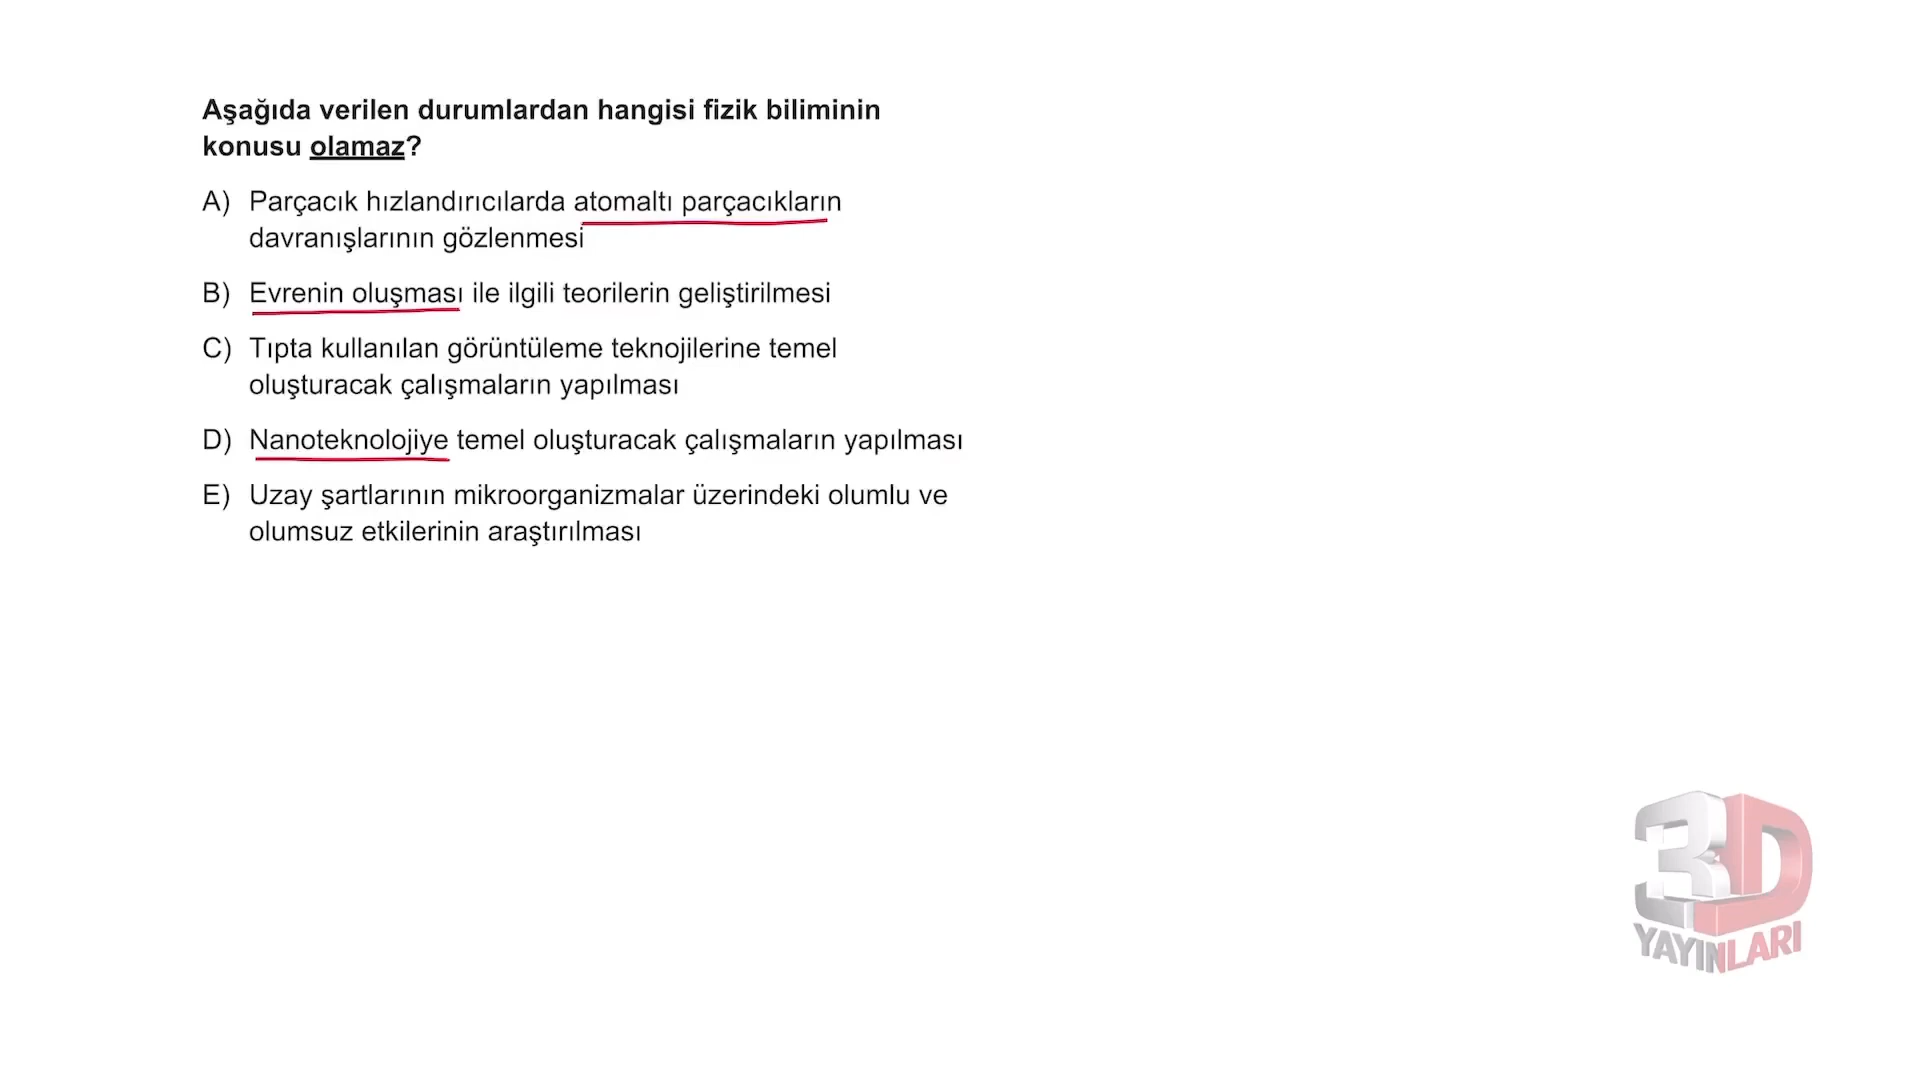 Aşağıda verilen durumlardan hangisi fizik biliminin
konusu olamaz?
A) Parçacık hızlandırıcılarda atomaltı parçacıkların
davranışlarının gözlenmesi
B) Evrenin oluşması ile ilgili teorilerin geliştirilmesi
C) Tıpta kullanılan görüntüleme teknojilerine temel
oluşturacak çalışmaların yapılması
D) Nanoteknolojiye temel oluşturacak çalışmaların yapılması
E) Uzay şartlarının mikroorganizmalar üzerindeki olumlu ve
olumsuz etkilerinin araştırılması
3D
YAYINLARI